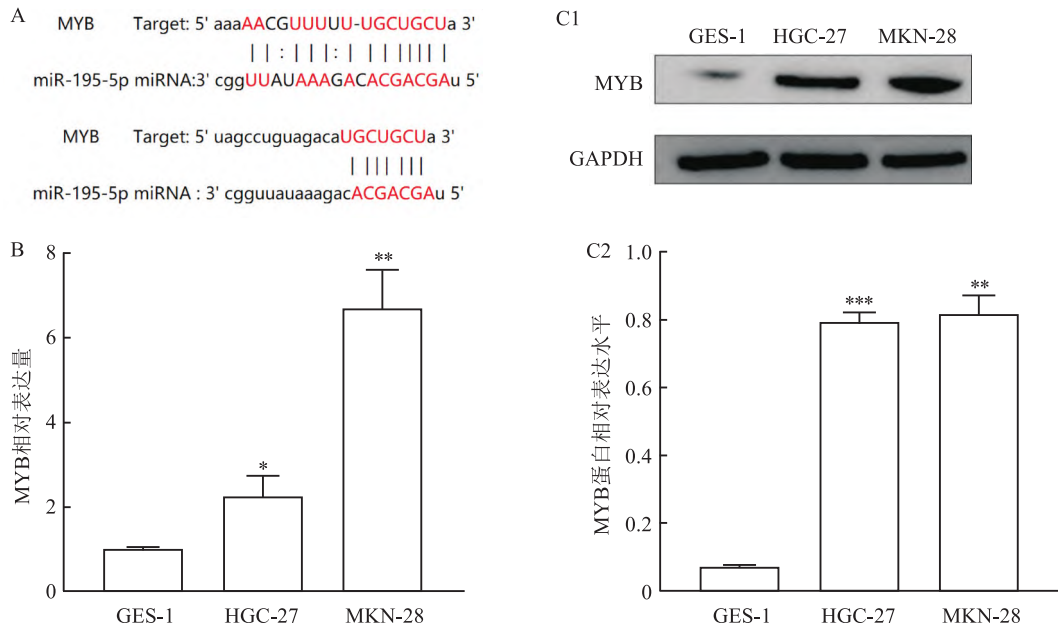 A
MYB Target: 5' aaaAACGUUUUU-UGCUGCUa 3'
| | : | | | : | | | | | | | |
miR-195-5p miRNA:3' cggUUAUAAAGACACGACGAu 5'
MYB Target: 5' uagccuguagacaUGCUGCUa 3'
| | | | | | |
miR-195-5p miRNA : 3' cgguuauaaagacACGACGAu 5'
C1
GES-1 HGC-27 MKN-28
MYB
GAPDH
B
MYB相对表达量
8
6
4
2
0
*
**
GES-1 HGC-27 MKN-28
C2
MYB蛋白相对表达水平
1.0
0.8
0.6
0.4
0.2
0
***
**
GES-1 HGC-27 MKN-28